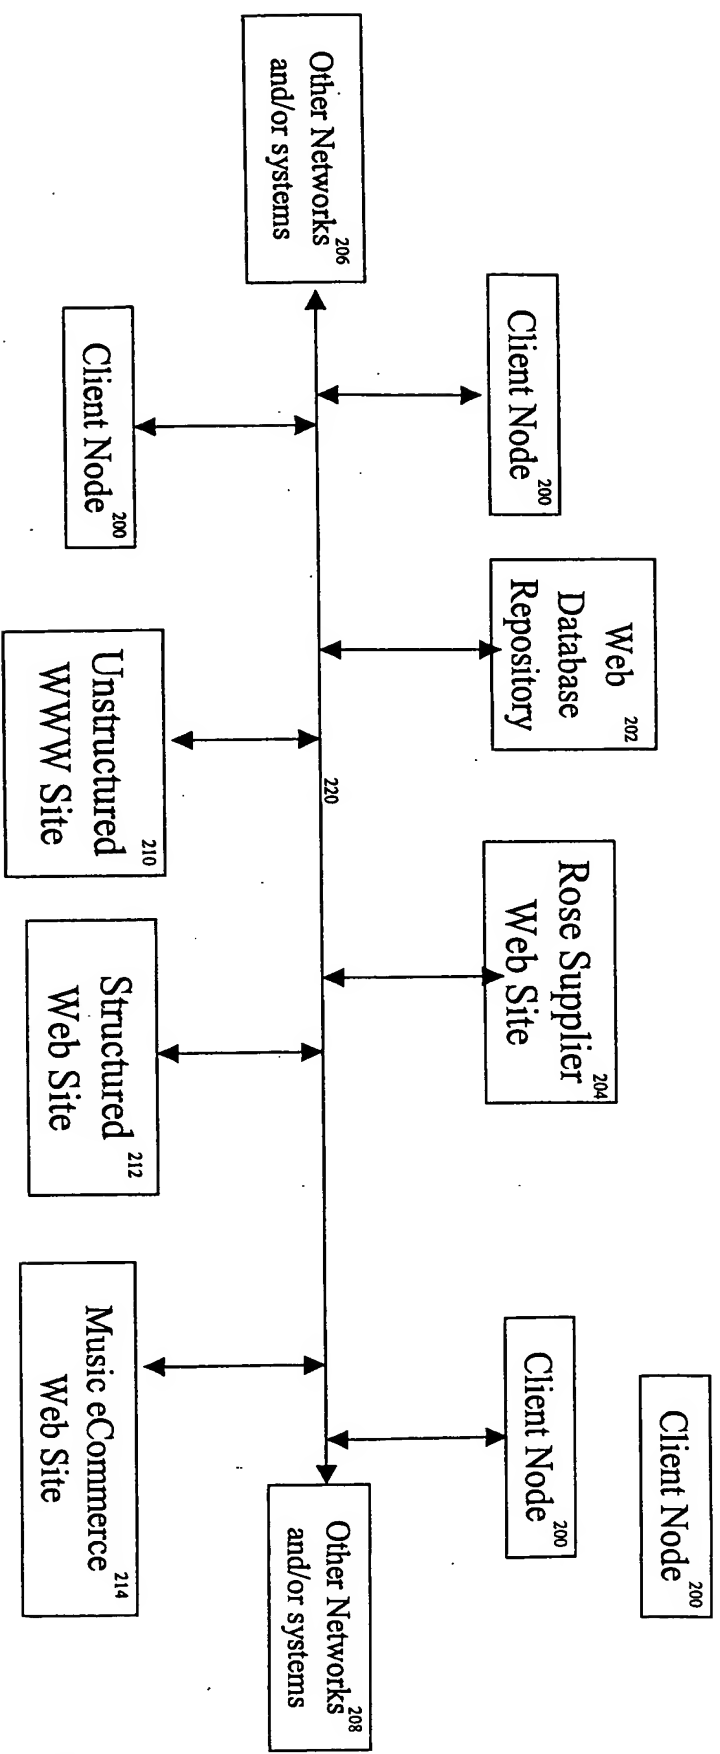 Client Node
200
Client Node
200
Web
Database
Repository
202
Rose Supplier
Web Site
204
Client Node
200
Other Networks
and/or systems
206
220
Other Networks
and/or systems
208
Client Node
200
Unstructured
WWW Site
210
Structured
Web Site
212
Music eCommerce
Web Site
214